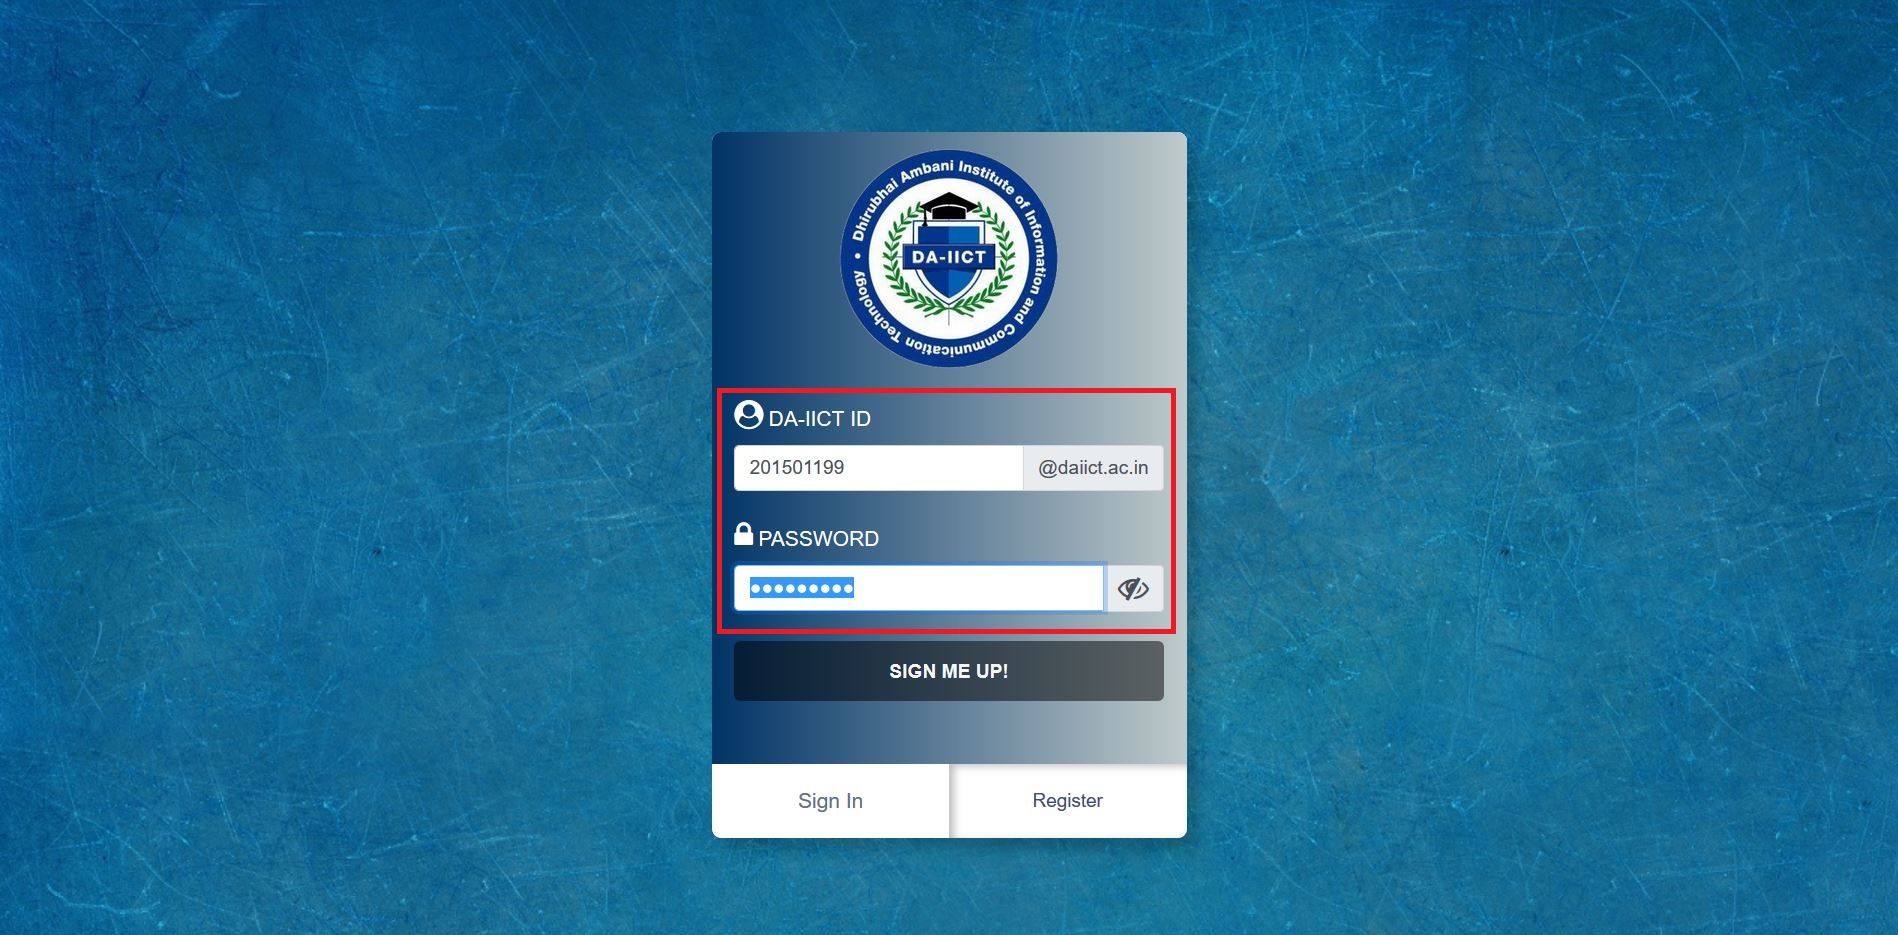 Dhirubhai Ambani Institute of Information and Communication Technology •
DA-IICT
DA-IICT ID
201501199 @daiict.ac.in
PASSWORD
•••••••••
SIGN ME UP!
Sign In Register